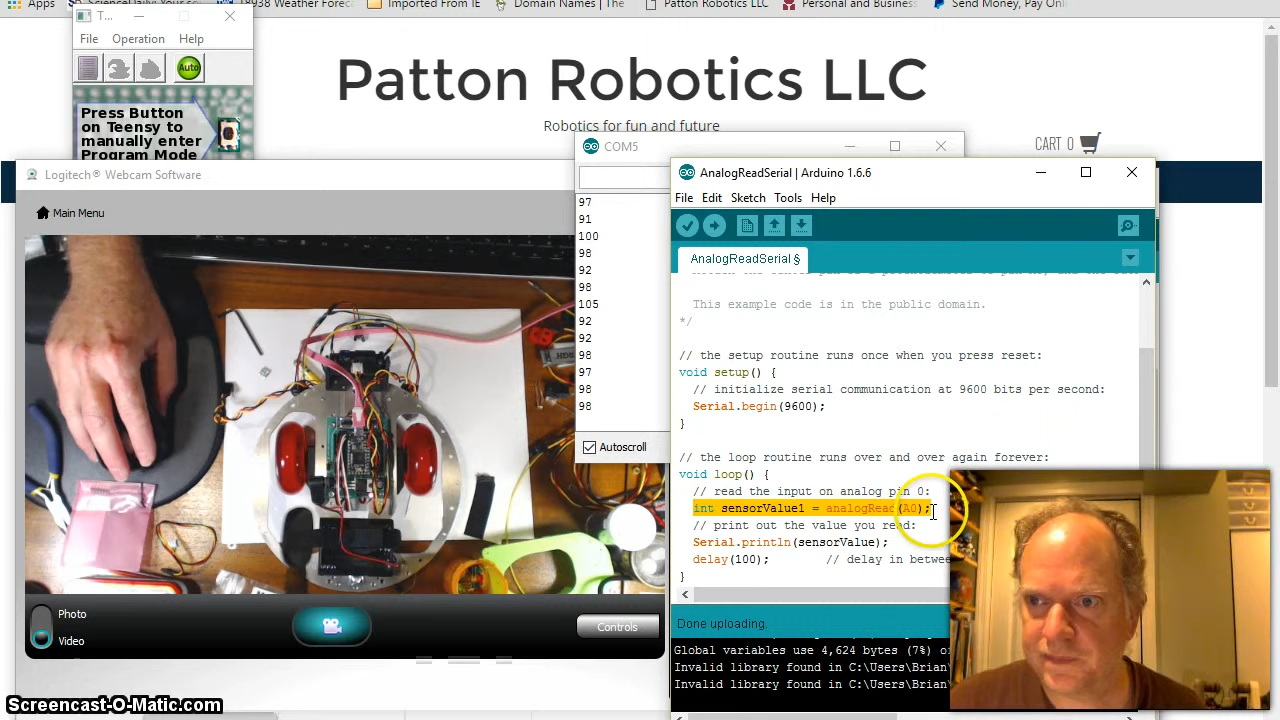 Apps
ScienceDaily: Your So
18038 Weather Foreca
Imported From IE
Domain Names | The
Patton Robotics LLC
Personal and Business
Send Money, Pay Onl
T...
File Operation Help
Auto
Press Button
on Teensy to
manually enter
Program Mode
Patton Robotics LLC
Robotics for fun and future
CART 0
Logitech® Webcam Software
Main Menu
Photo
Video
Controls
COM5
97
91
100
98
92
98
105
92
92
98
97
98
98
Autoscroll
AnalogReadSerial | Arduino 1.6.6
File Edit Sketch Tools Help
AnalogReadSerial §
This example code is in the public domain.
*/
// the setup routine runs once when you press reset:
void setup() {
// initialize serial communication at 9600 bits per second:
Serial.begin(9600);
}
// the loop routine runs over and over again forever:
void loop() {
// read the input on analog pin 0:
int sensorValue1 = analogRead(A0);
// print out the value you read:
Serial.println(sensorValue);
delay(100); // delay in betwee
}
Done uploading.
Global variables use 4,624 bytes (7%) o
Invalid library found in C:\Users\Brian\
Invalid library found in C:\Users\Brian\
Screencast-O-Matic.com